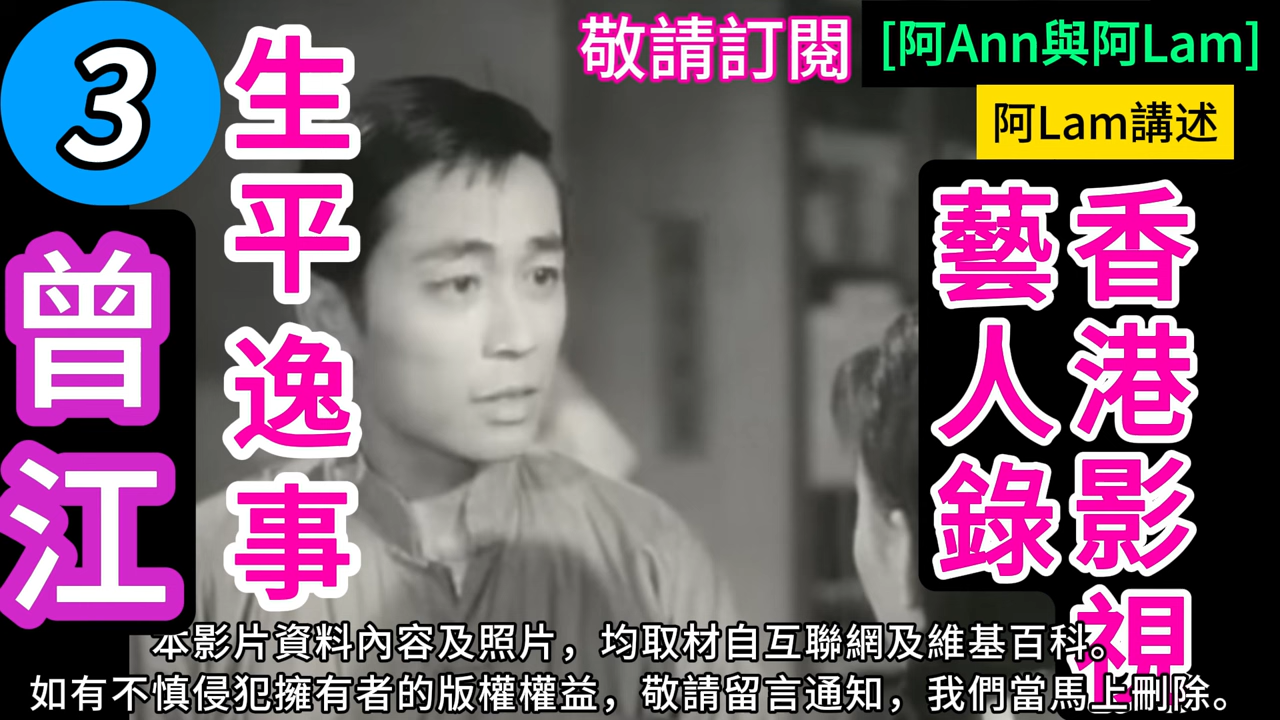 3
曾江
生平逸事
敬請訂閱
[阿Ann與阿Lam]
阿Lam講述
香港影視
藝人錄
本影片資料內容及照片，均取材自互聯網及維基百科。
如有不慎侵犯擁有者的版權權益，敬請留言通知，我們當馬上刪除。